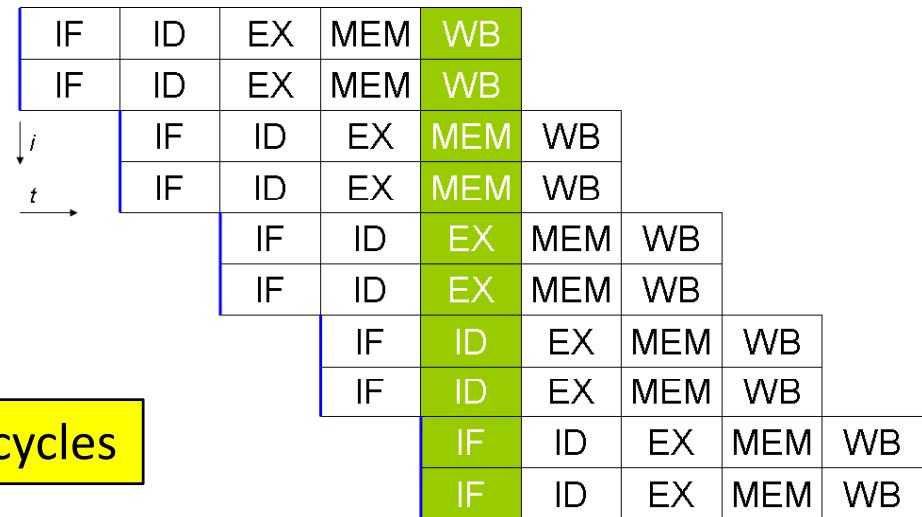 IF ID EX MEM WB
IF ID EX MEM WB
i IF ID EX MEM WB
t IF ID EX MEM WB
IF ID EX MEM WB
IF ID EX MEM WB
IF ID EX MEM WB
IF ID EX MEM WB
cycles IF ID EX MEM WB
IF ID EX MEM WB